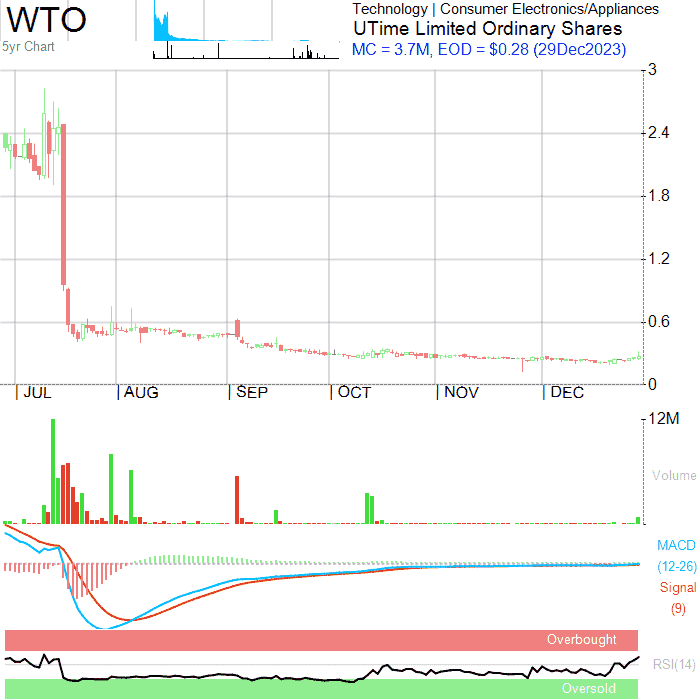 WTO
5yr Chart
Technology | Consumer Electronics/Appliances
UTime Limited Ordinary Shares
MC = 3.7M, EOD = $0.28 (29Dec2023)
3
2.4
1.8
1.2
0.6
0
JUL AUG SEP OCT NOV DEC
12M
Volume
MACD
(12-26)
Signal
(9)
Overbought
RSI(14)
Oversold